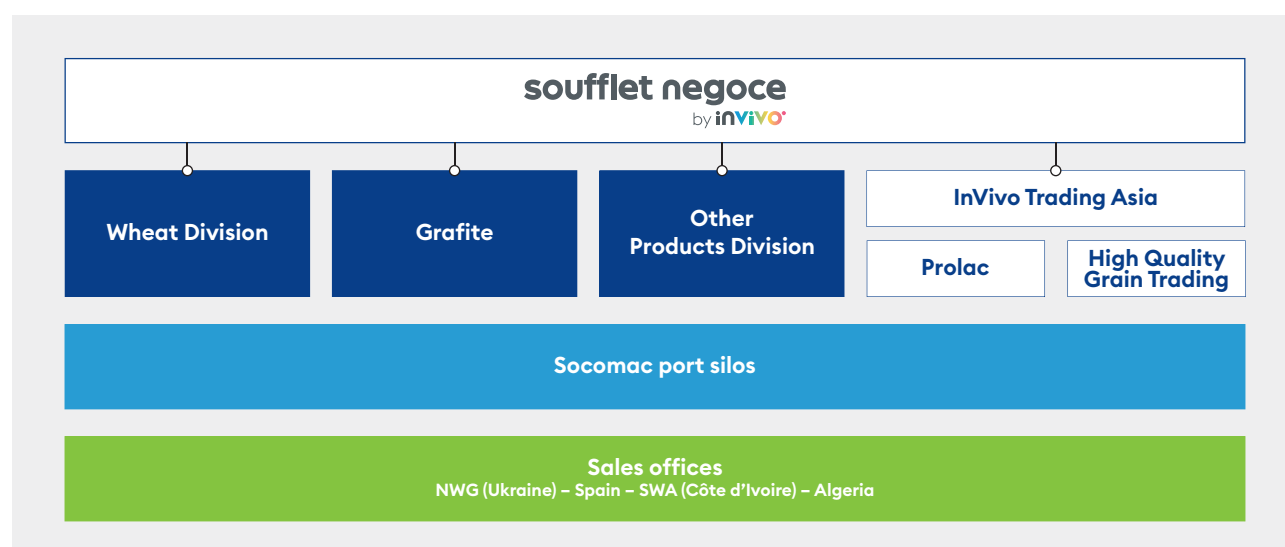 soufflet negoce
by inVivo
Wheat Division
Grafite
Other
Products Division
InVivo Trading Asia
Prolac
High Quality
Grain Trading
Socomac port silos
Sales offices
NWG (Ukraine) – Spain – SWA (Côte d’Ivoire) – Algeria